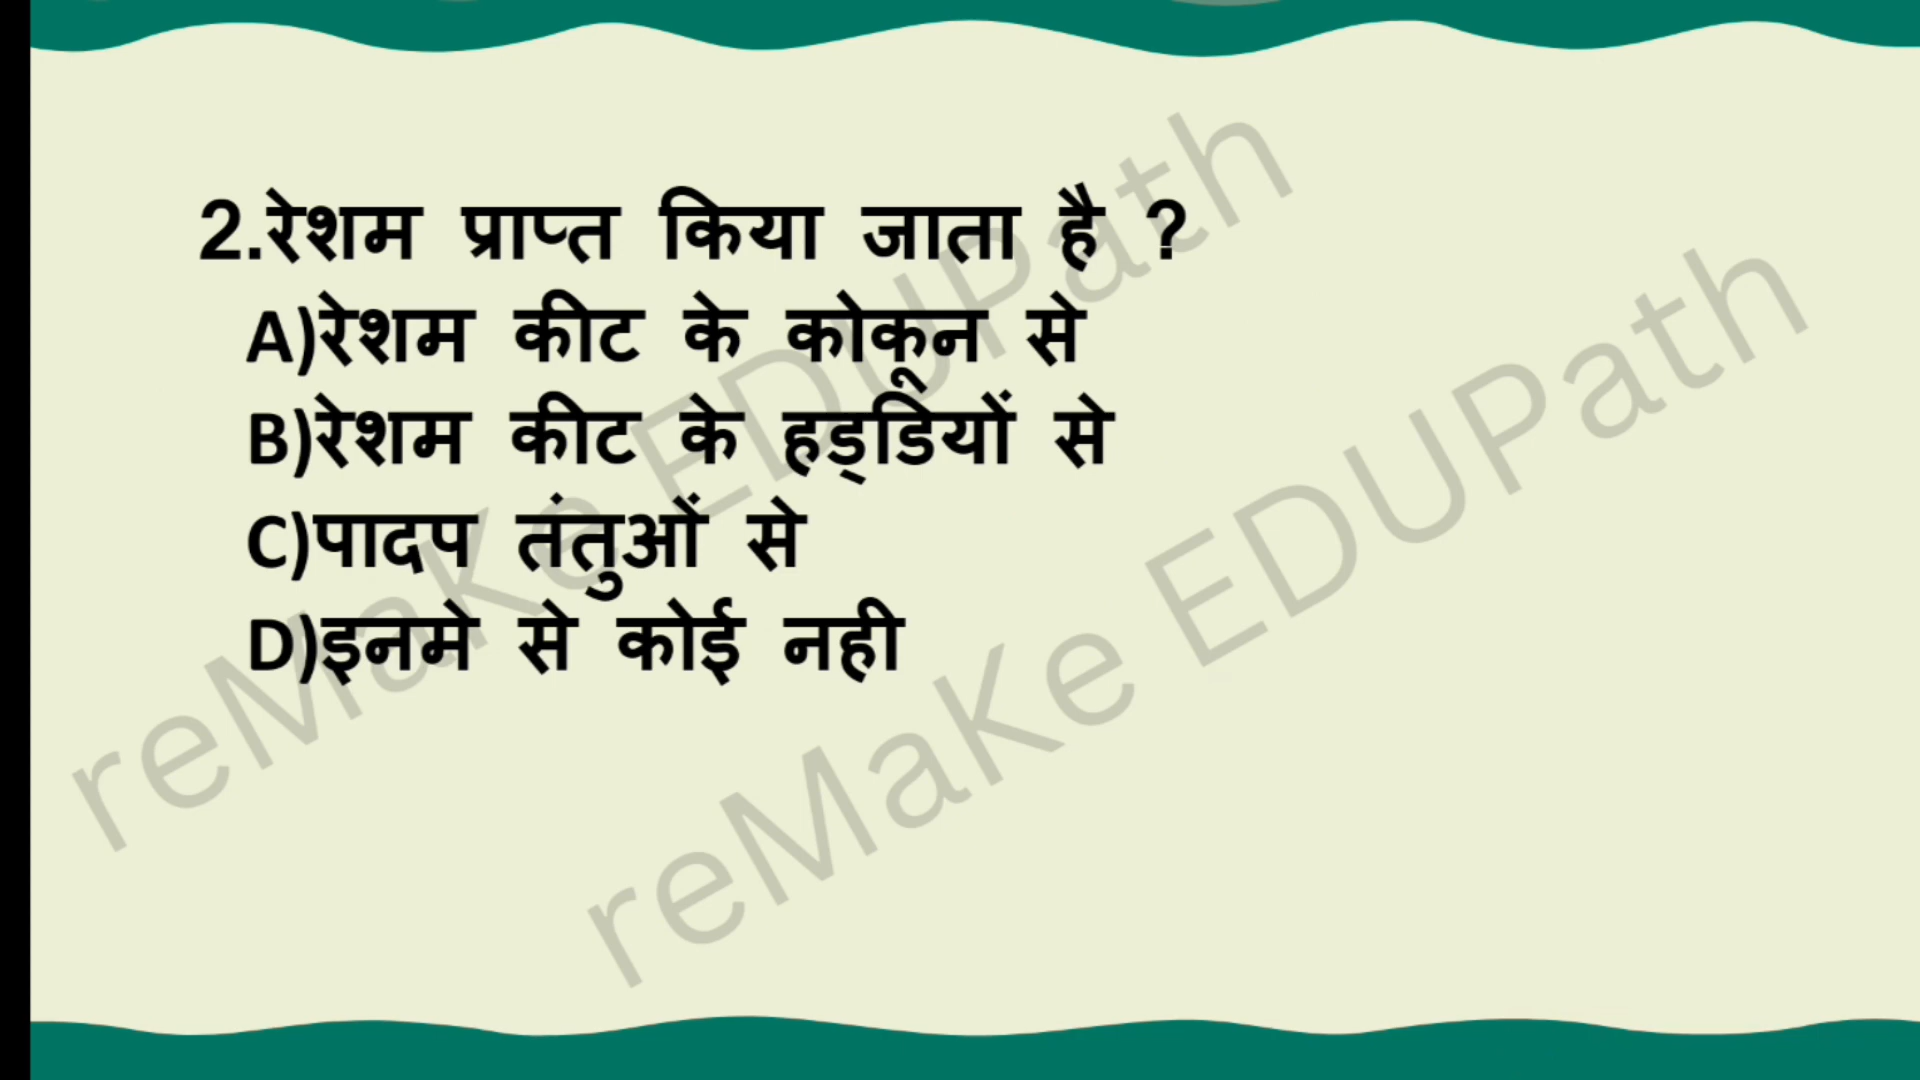 2.रेशम प्राप्त किया जाता है ?
A)रेशम कीट के कोकून से
B)रेशम कीट के हड्डियों से
C)पादप तंतुओं से
D)इनमे से कोई नही
reMaKe EDUPath
reMaKe EDUPath